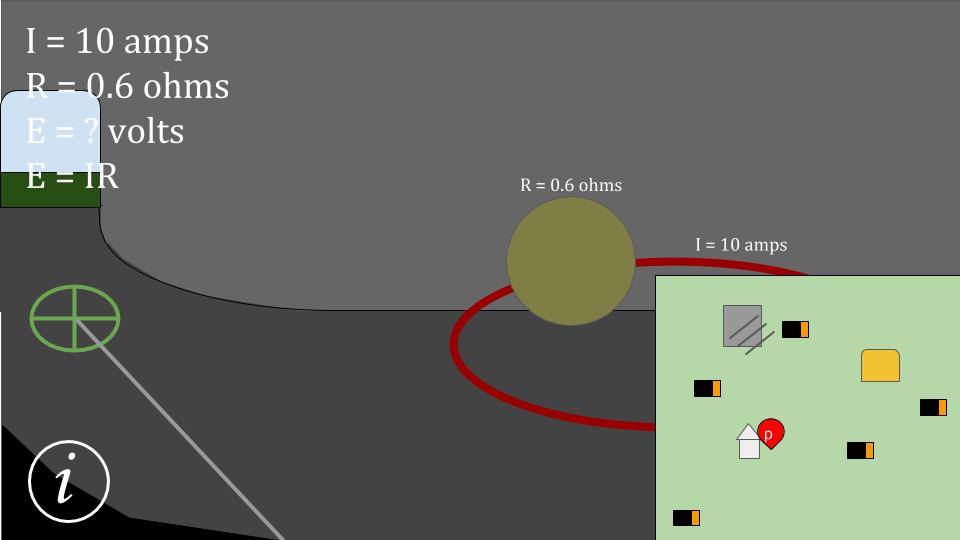 I = 10 amps
R = 0.6 ohms
E = ? volts
E = IR
R = 0.6 ohms
I = 10 amps
p
i